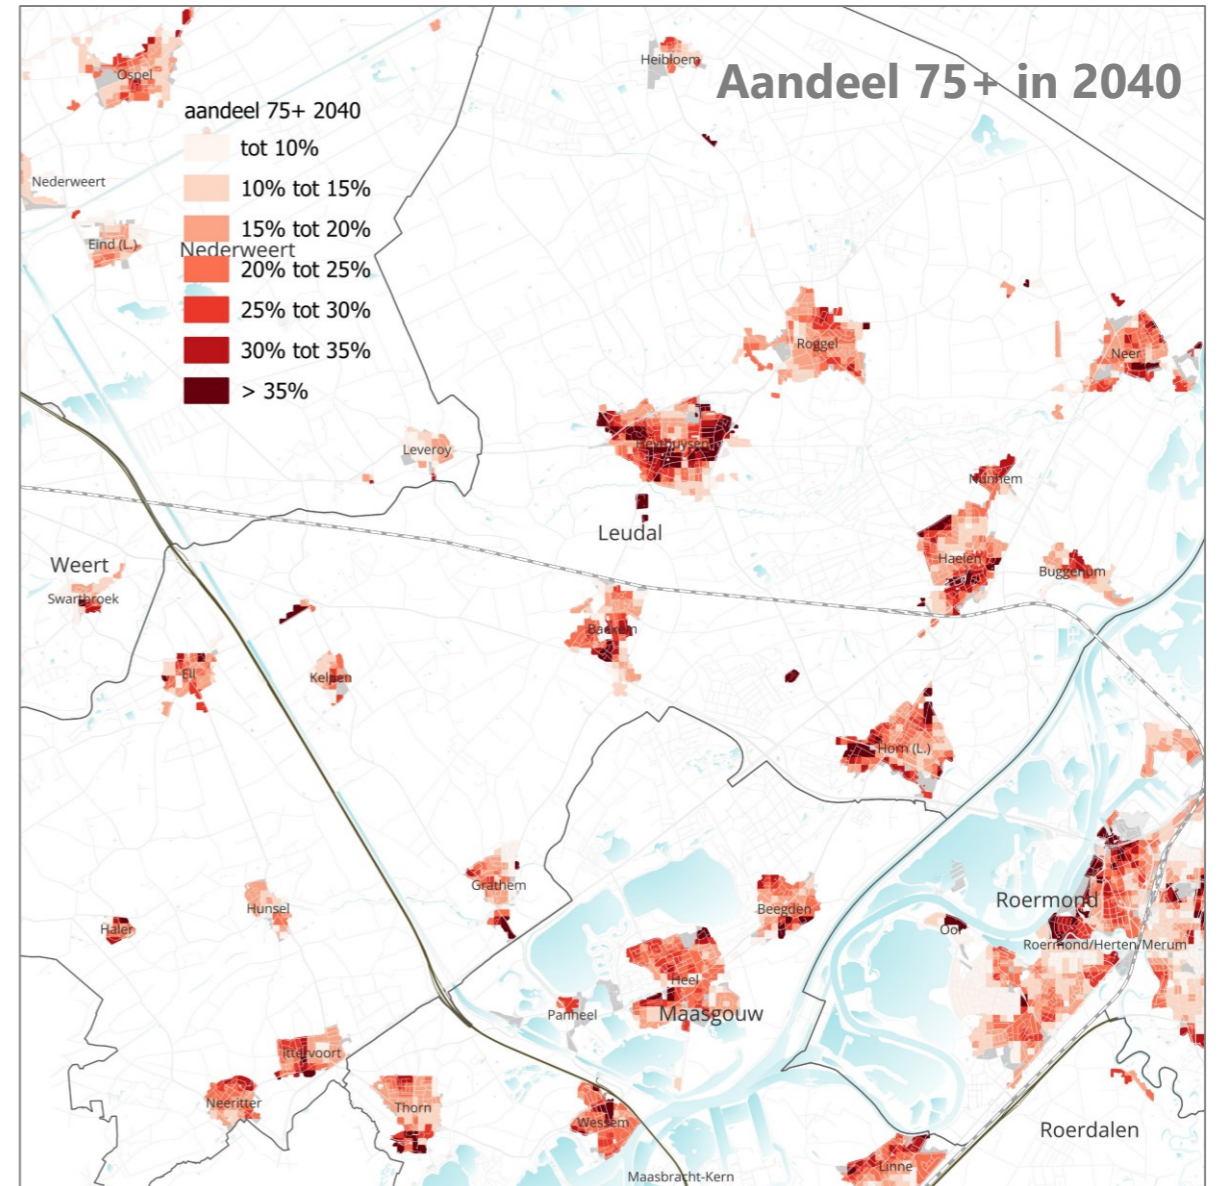 Aandeel 75+ in 2040
Ospel
Heibloem
aandeel 75+ 2040
tot 10%
10% tot 15%
15% tot 20%
20% tot 25%
25% tot 30%
30% tot 35%
> 35%
Nederweert
Eind (L.)
Nederweert
Roggel
Neer
Leveroy
Heythuysen
Nunhem
Leudal
Haelen
Buggenum
Weert
Swartbroek
Baexem
Ell
Kelpen
Horn (L.)
Grathem
Hunsel
Haler
Beegden
Roermond
Ool
Roermond/Herten/Merum
Heel
Panheel
Maasgouw
Ittervoort
Neeritter
Thorn
Wessem
Roerdalen
Linne
Maasbracht-Kern